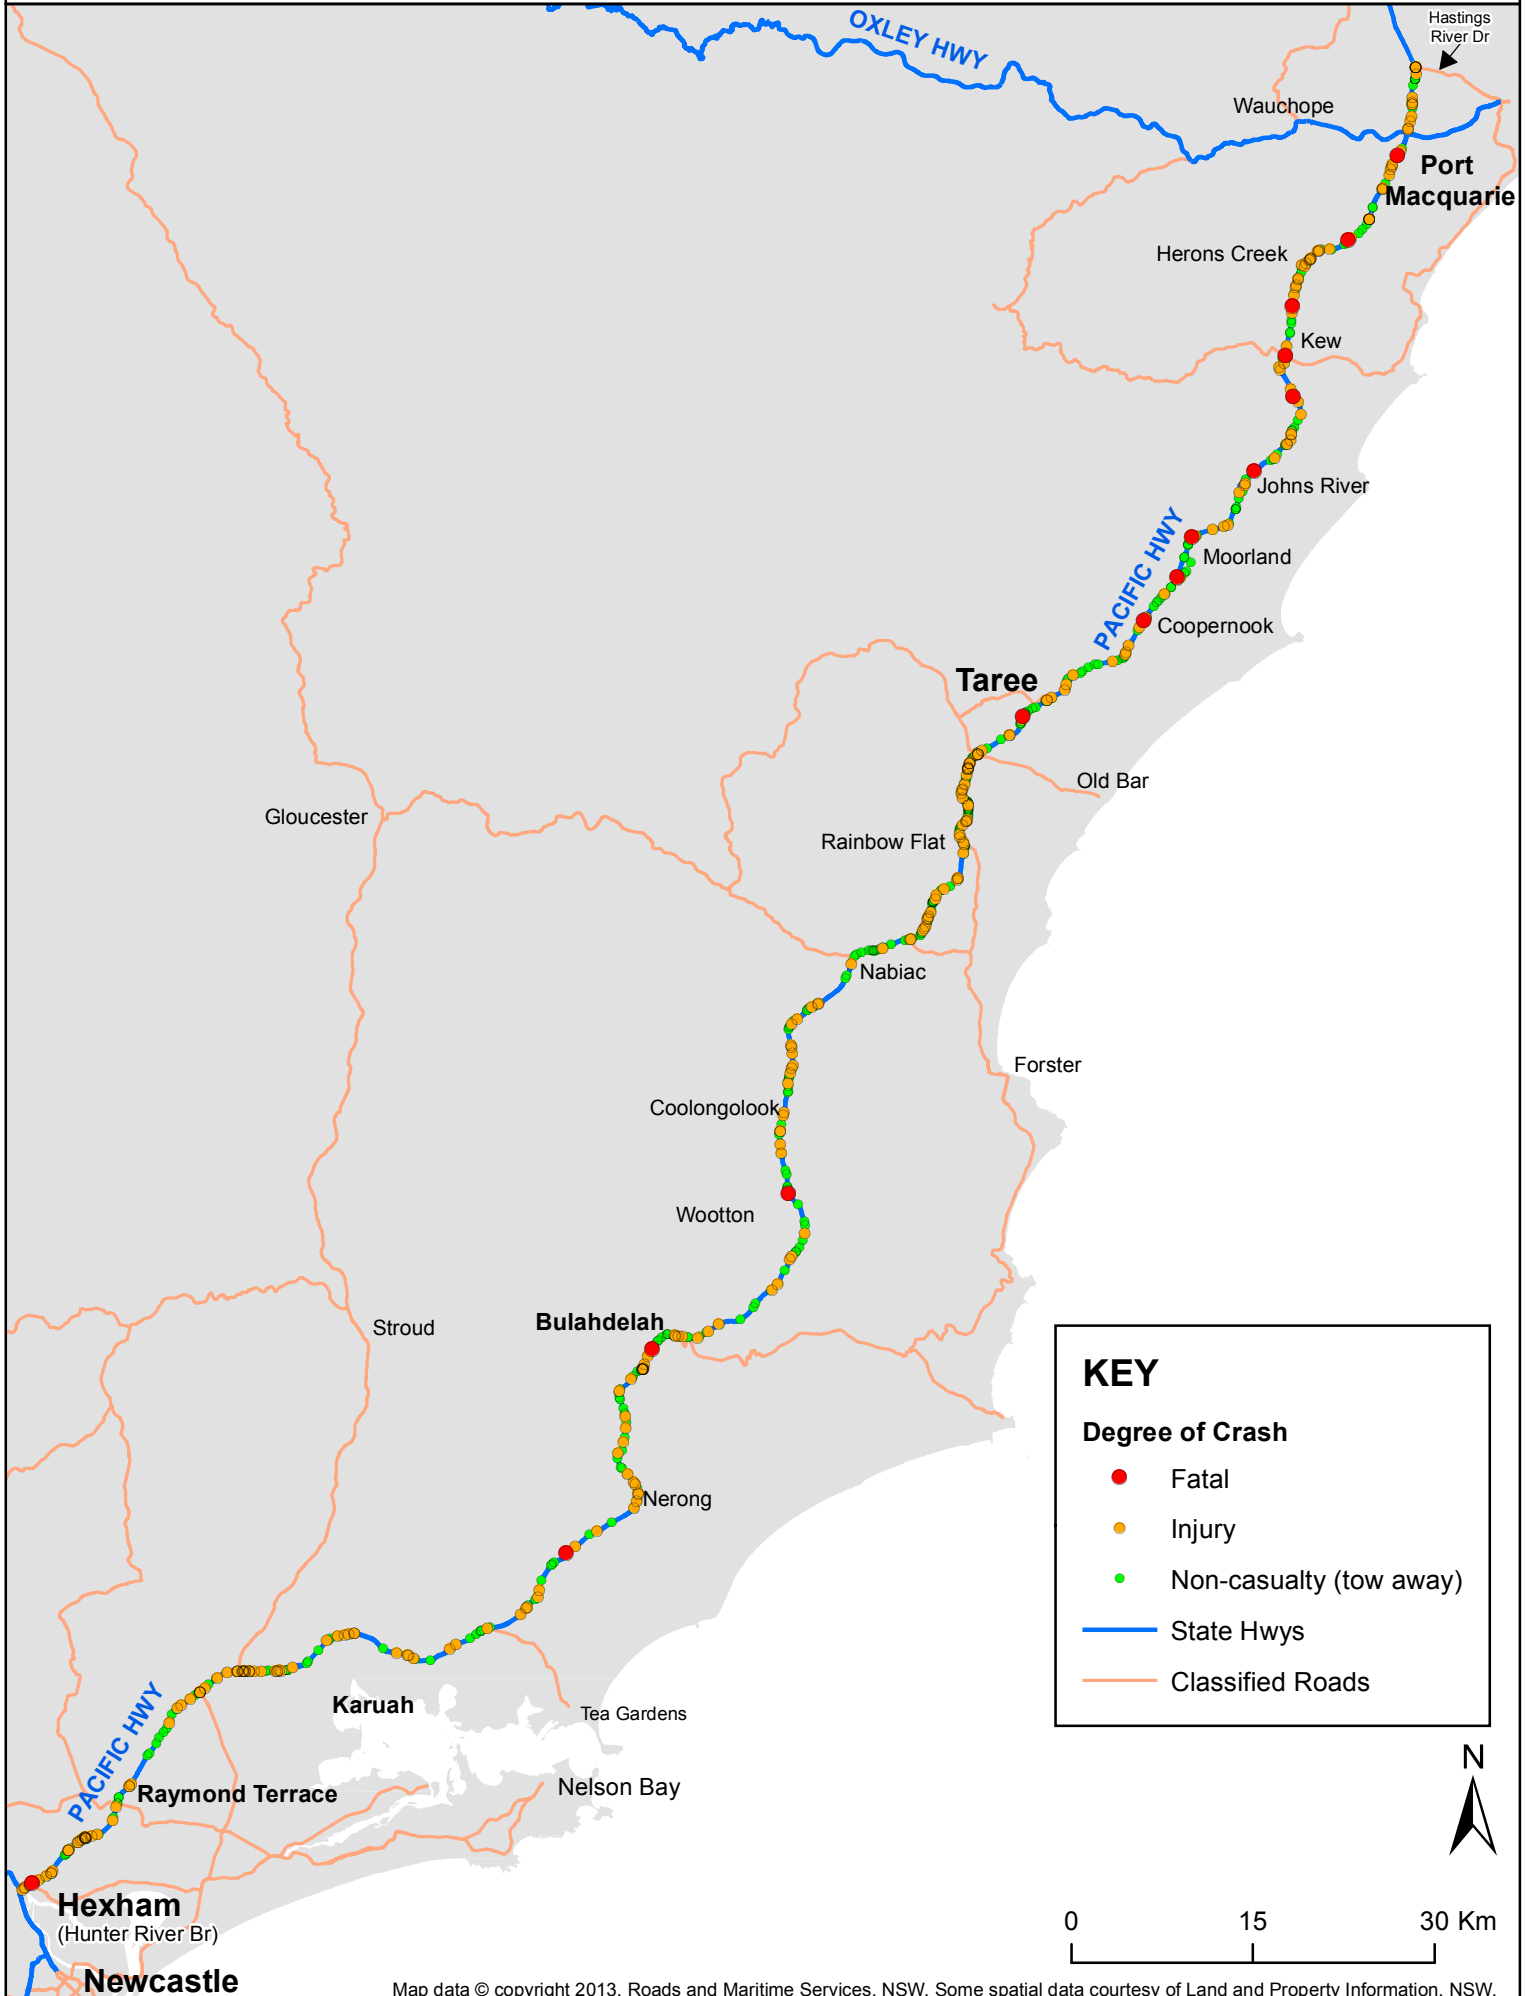 OXLEY HWY
Hastings
River Dr
Wauchope
Port
Macquarie
Herons Creek
Kew
Johns River
PACIFIC HWY
Moorland
Coopernook
Taree
Old Bar
Gloucester
Rainbow Flat
Nabiac
Forster
Coolongolook
Wootton
Bulahdelah
Stroud
Nerong
KEY
Degree of Crash
Fatal
Injury
Non-casualty (tow away)
State Hwys
Classified Roads
Karuah
Tea Gardens
PACIFIC HWY
Raymond Terrace
Nelson Bay
N
Hexham
(Hunter River Br)
0 15 30 Km
Newcastle
Map data © copyright 2013, Roads and Maritime Services, NSW. Some spatial data courtesy of Land and Property Information, NSW.